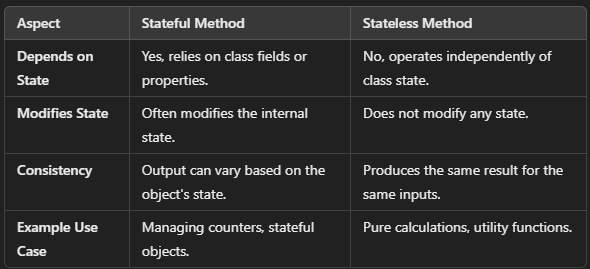 Aspect Stateful Method Stateless Method
Depends on Yes, relies on class fields or No, operates independently of
State properties. class state.
Modifies State Often modifies the internal Does not modify any state.
state.
Consistency Output can vary based on the Produces the same result for the
object's state. same inputs.
Example Use Managing counters, stateful Pure calculations, utility functions.
Case objects.